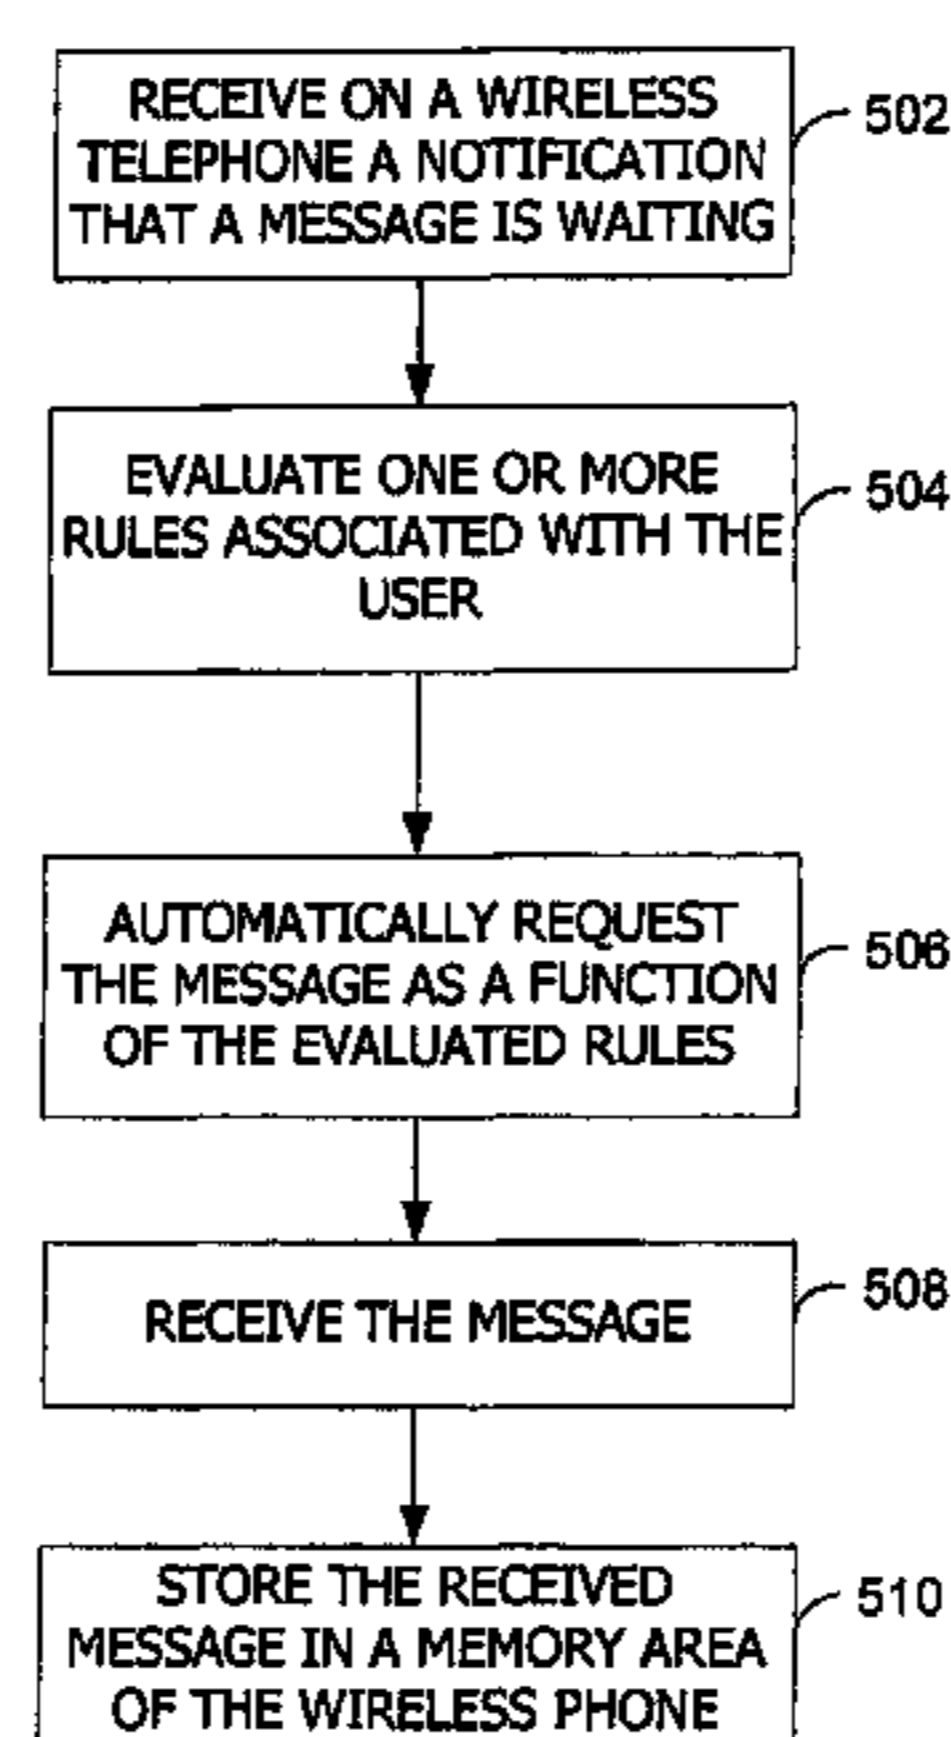 RECEIVE ON A WIRELESS
TELEPHONE A NOTIFICATION
THAT A MESSAGE IS WAITING
502
EVALUATE ONE OR MORE
RULES ASSOCIATED WITH THE
USER
504
AUTOMATICALLY REQUEST
THE MESSAGE AS A FUNCTION
OF THE EVALUATED RULES
506
RECEIVE THE MESSAGE
508
STORE THE RECEIVED
MESSAGE IN A MEMORY AREA
OF THE WIRELESS PHONE
510